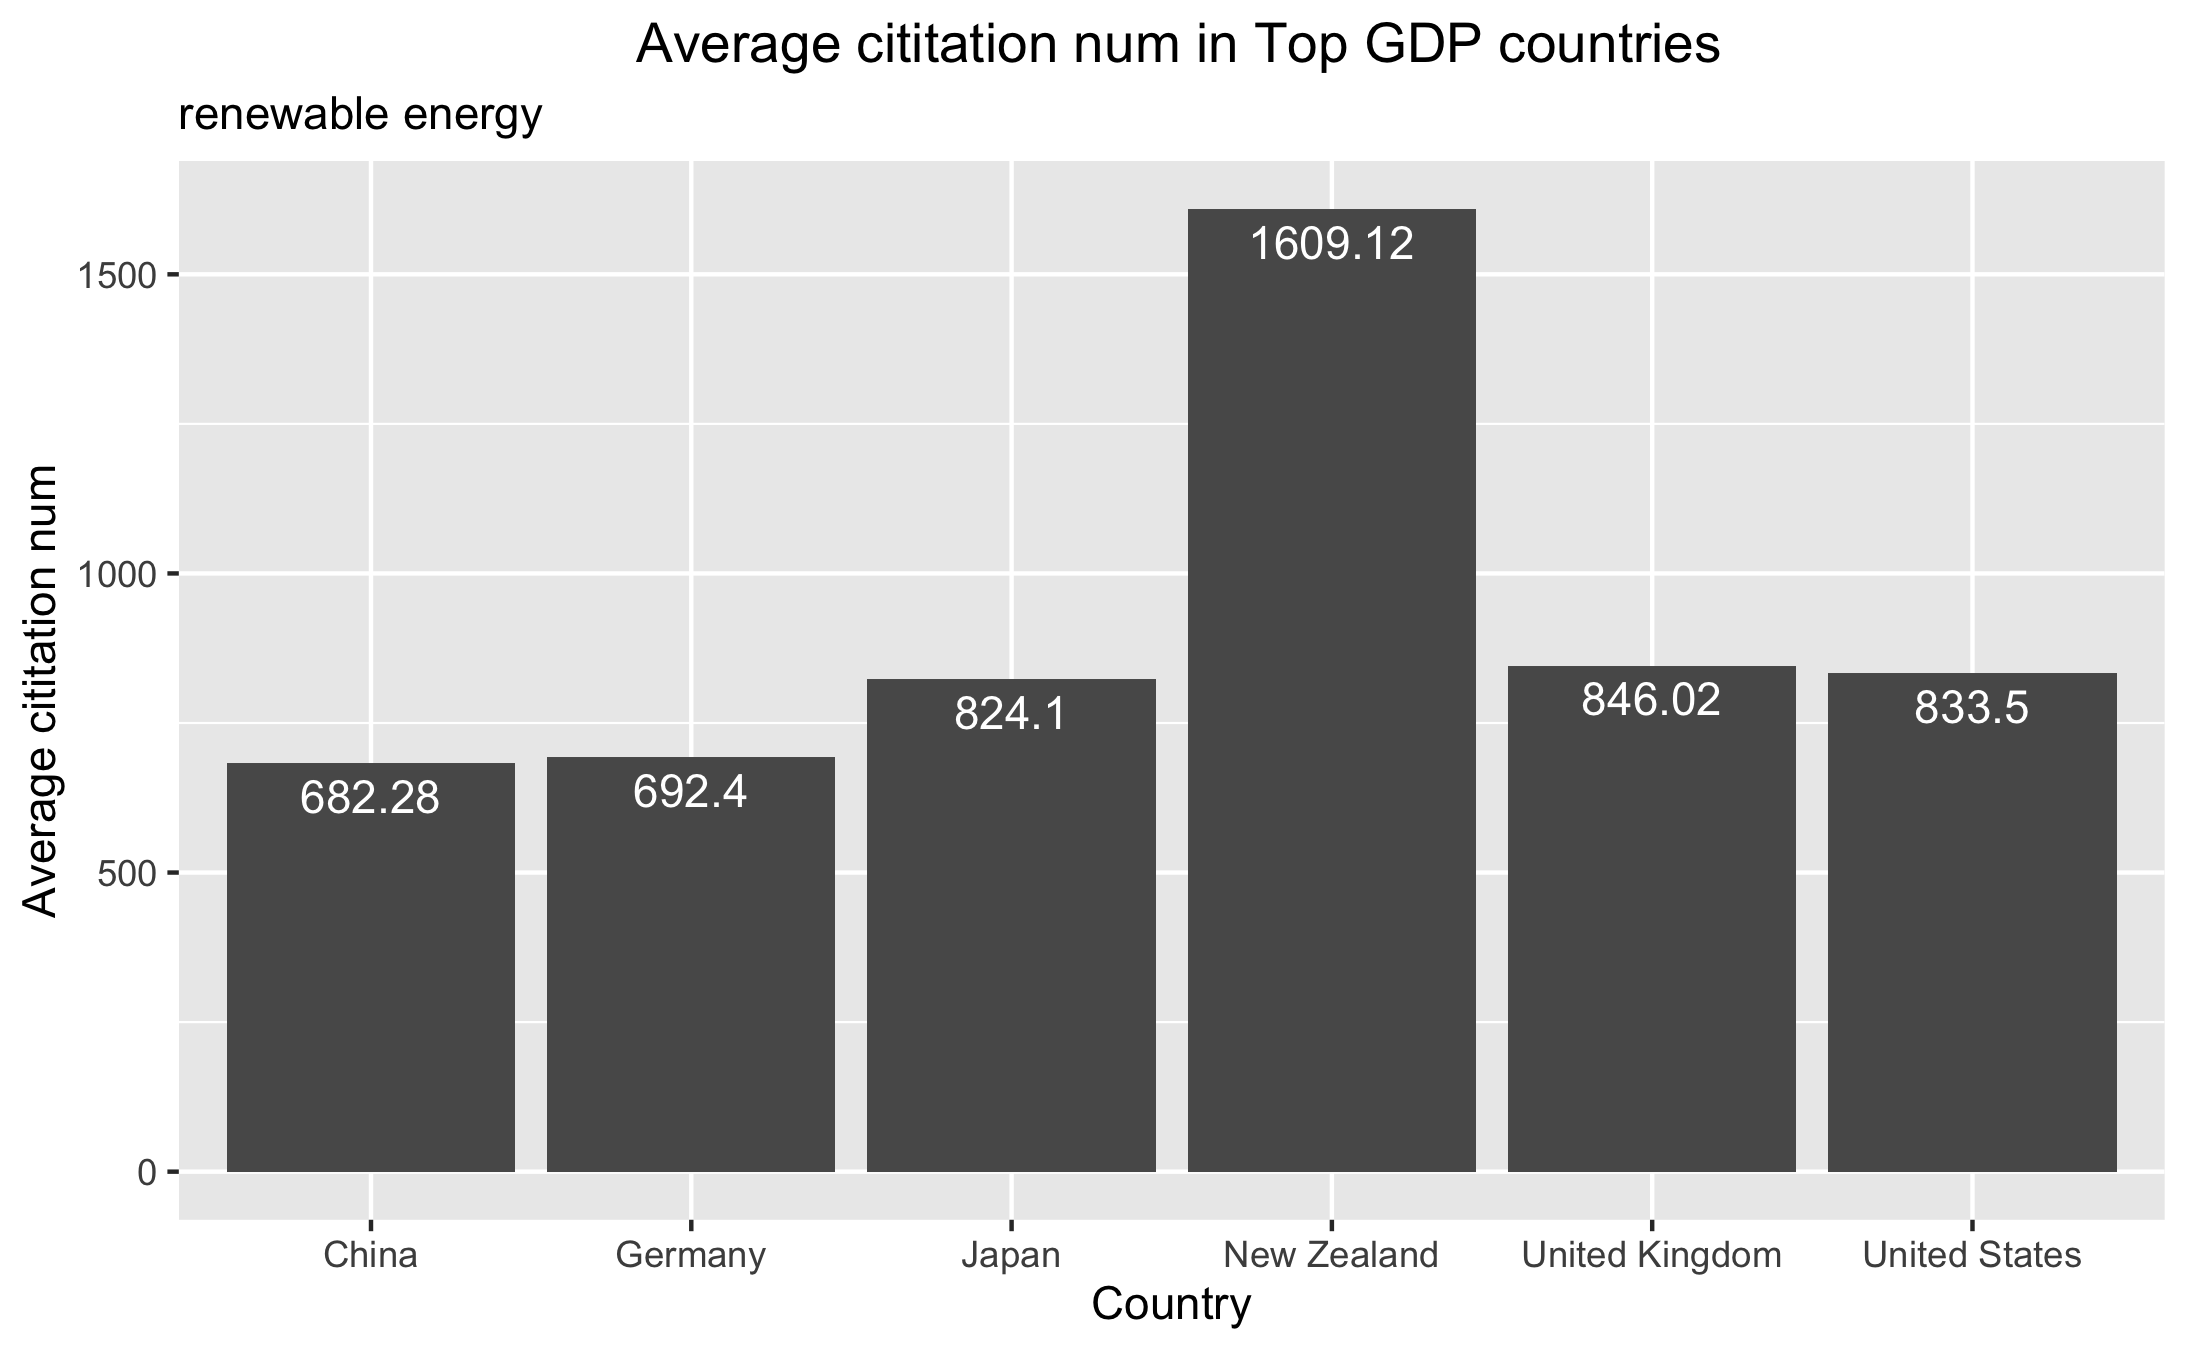 Average cititation num in Top GDP countries
renewable energy
Average cititation num
1500
1000
500
0
682.28
692.4
824.1
1609.12
846.02
833.5
China
Germany
Japan
New Zealand
United Kingdom
United States
Country